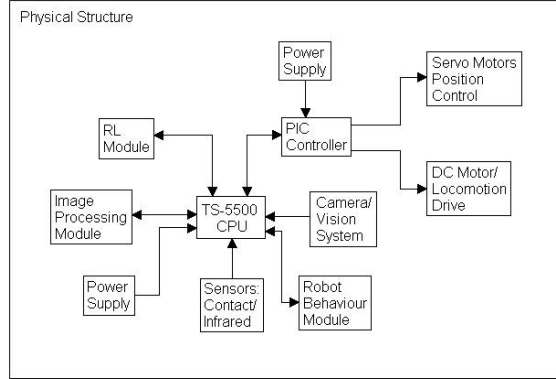 Physical Structure
Power
Supply
Servo Motors
Position
Control
RL
Module
PIC
Controller
DC Motor/
Locomotion
Drive
Image
Processing
Module
TS-5500
CPU
Camera/
Vision
System
Power
Supply
Sensors:
Contact/
Infrared
Robot
Behaviour
Module